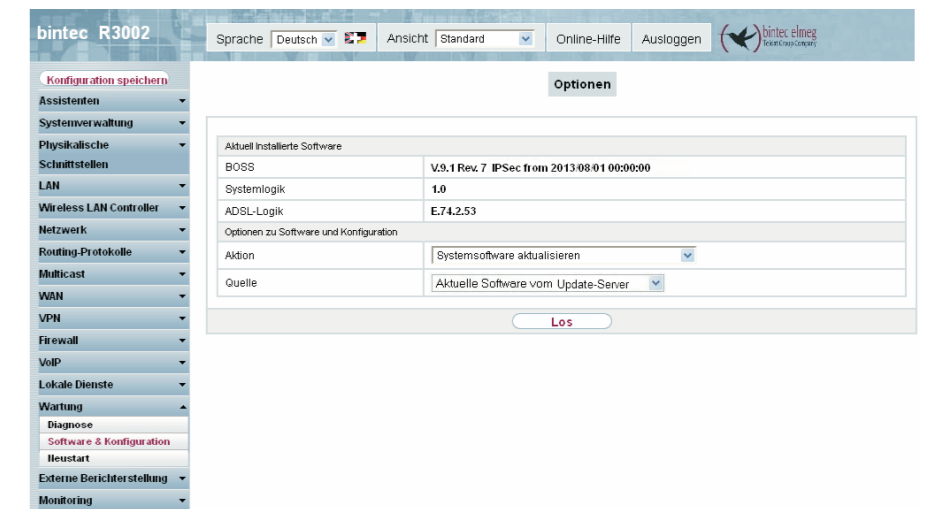 bintec R3002
Sprache Deutsch Ansicht Standard Online-Hilfe Ausloggen
bintec elmeg
Teldat Group Company
Konfiguration speichern
Assistenten
Systemverwaltung
Physikalische
Schnittstellen
LAN
Wireless LAN Controller
Netzwerk
Routing-Protokolle
Multicast
WAN
VPN
Firewall
VoIP
Lokale Dienste
Wartung
Diagnose
Software & Konfiguration
Neustart
Externe Berichterstellung
Monitoring
Optionen
Aktuell Installierte Software
BOSS V.9.1 Rev. 7 IPSec from 2013/08/01 00:00:00
Systemlogik 1.0
ADSL-Logik E.74.2.53
Optionen zu Software und Konfiguration
Aktion Systemsoftware aktualisieren
Quelle Aktuelle Software vom Update-Server
Los